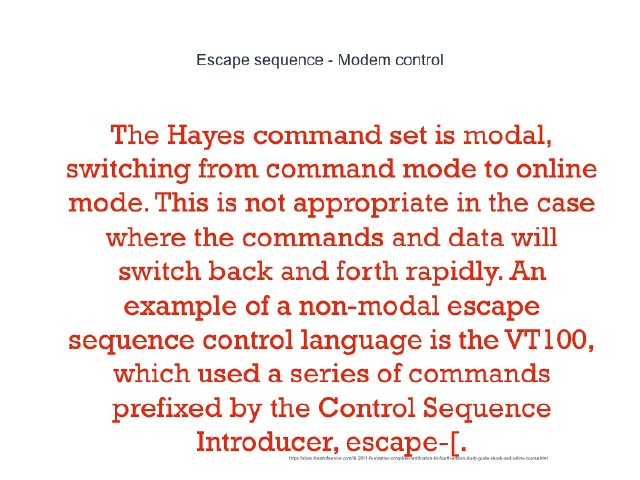 Escape sequence - Modem control
The Hayes command set is modal,
switching from command mode to online
mode. This is not appropriate in the case
where the commands and data will
switch back and forth rapidly. An
example of a non-modal escape
sequence control language is the VT100,
which used a series of commands
prefixed by the Control Sequence
Introducer, escape-[.